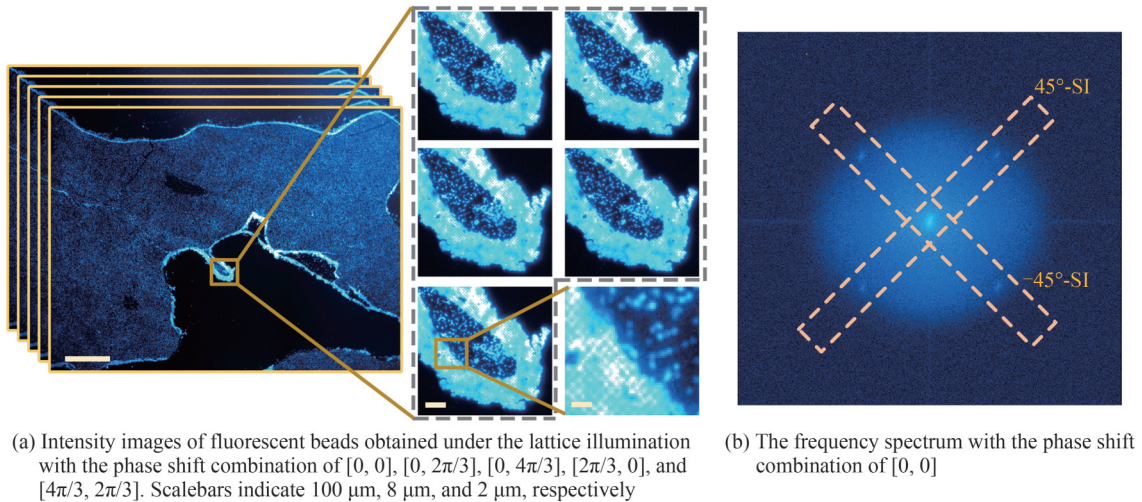 45°-SI
−45°-SI
(a) Intensity images of fluorescent beads obtained under the lattice illumination
with the phase shift combination of [0, 0], [0, 2π/3], [0, 4π/3], [2π/3, 0], and
[4π/3, 2π/3]. Scalebars indicate 100 μm, 8 μm, and 2 μm, respectively
(b) The frequency spectrum with the phase shift
combination of [0, 0]